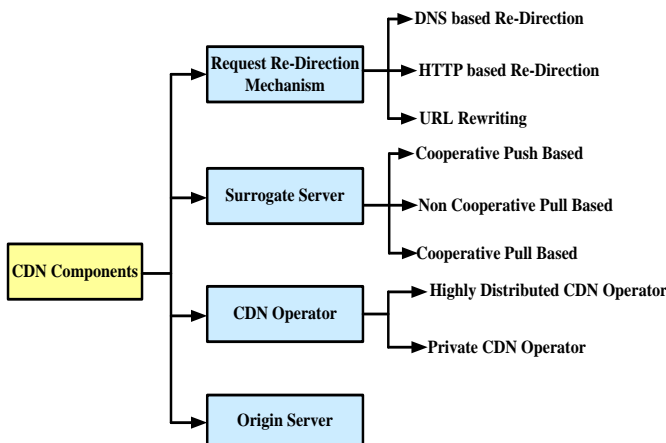 DNS based Re-Direction
Request Re-Direction
Mechanism
HTTP based Re-Direction
URL Rewriting
Cooperative Push Based
Surrogate Server
Non Cooperative Pull Based
Cooperative Pull Based
CDN Components
Highly Distributed CDN Operator
CDN Operator
Private CDN Operator
Origin Server